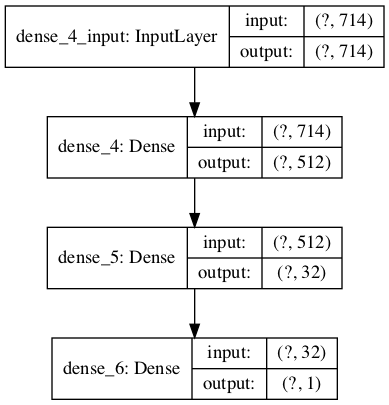 dense_4_input: InputLayer
input: (?, 714)
output: (?, 714)
dense_4: Dense
input: (?, 714)
output: (?, 512)
dense_5: Dense
input: (?, 512)
output: (?, 32)
dense_6: Dense
input: (?, 32)
output: (?, 1)